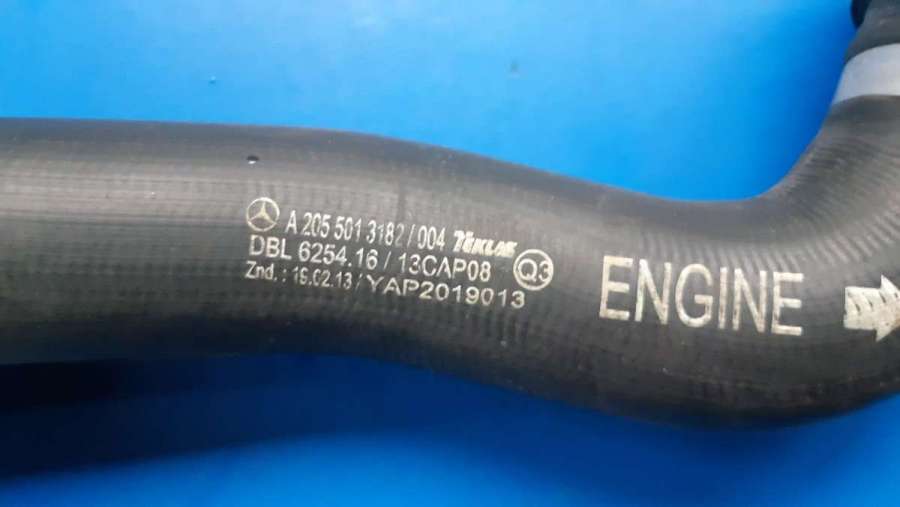 A 205 501 3182/004 TEKLAS
DBL 6254.16/13CAP08 Q3
Znd.: 19.02.13/YAP2019013
ENGINE